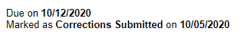 Due on 10/12/2020
Marked as Corrections Submitted on 10/05/2020